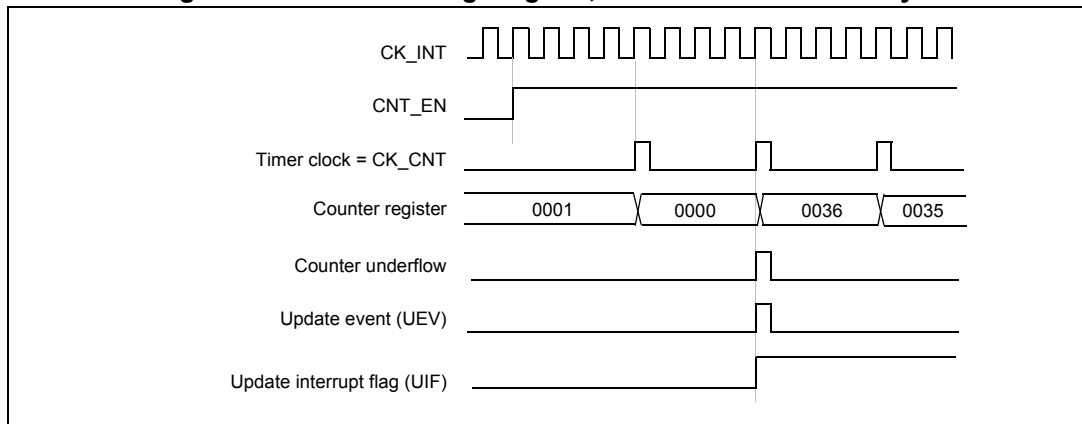 CK_INT
CNT_EN
Timer clock = CK_CNT
Counter register 0001 0000 0036 0035
Counter underflow
Update event (UEV)
Update interrupt flag (UIF)